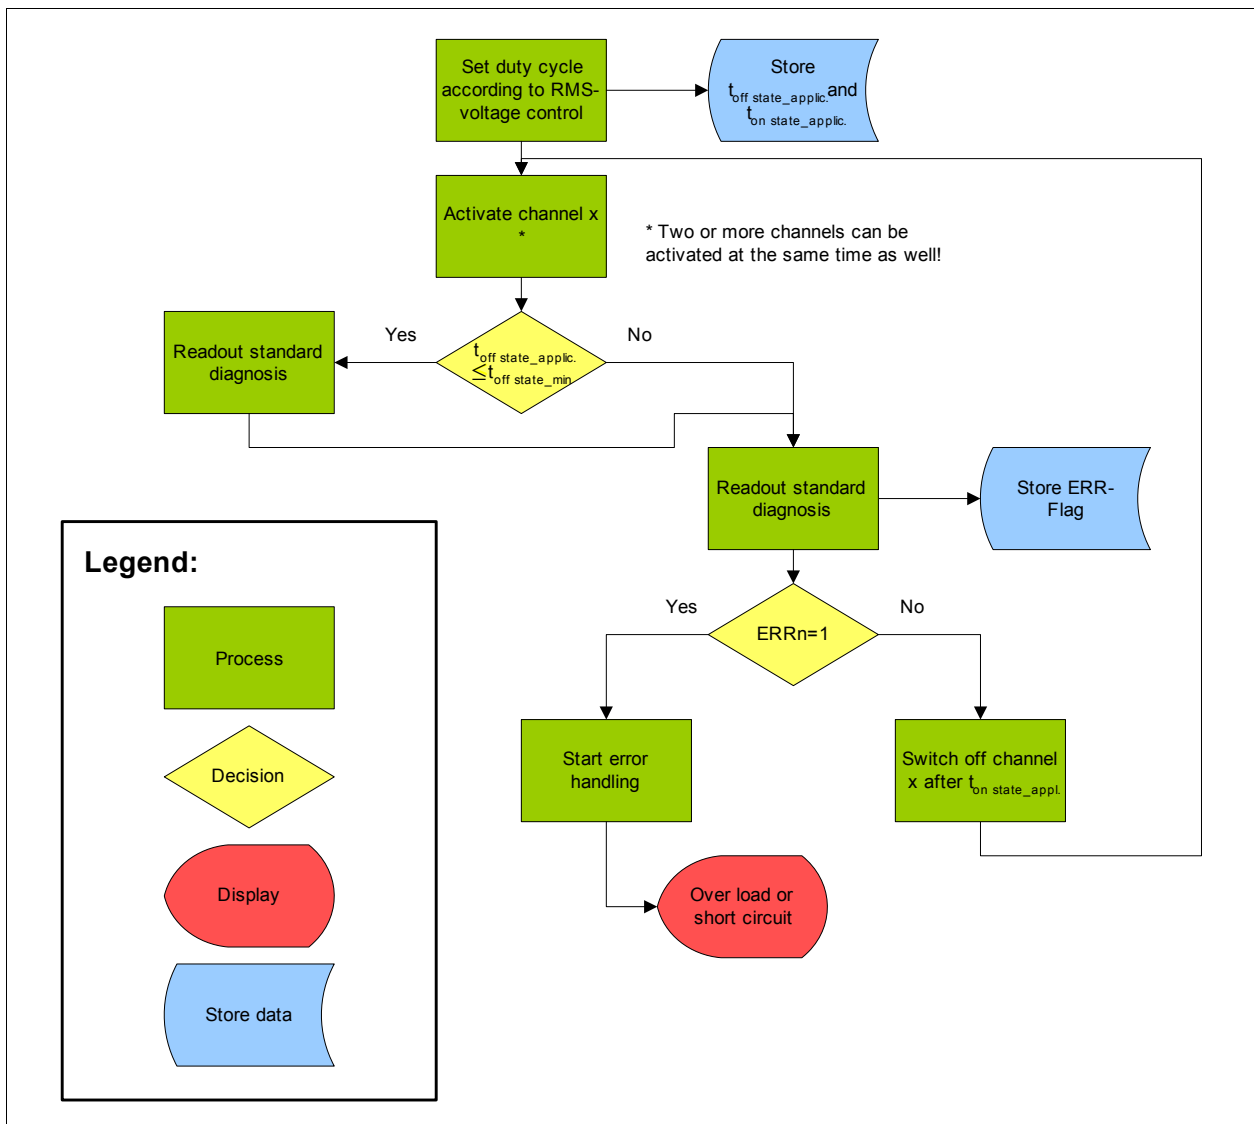 Set duty cycle
according to RMS-
voltage control
Store
toff state_applic. and
ton state_applic.
Activate channel x
*
* Two or more channels can be
activated at the same time as well!
Yes
No
Readout standard
diagnosis
toff state_applic.
≤toff state_min
Readout standard
diagnosis
Store ERR-
Flag
Legend:
Process
Decision
Display
Store data
Yes
No
ERRn=1
Start error
handling
Switch off channel
x after ton state_appl.
Over load or
short circuit